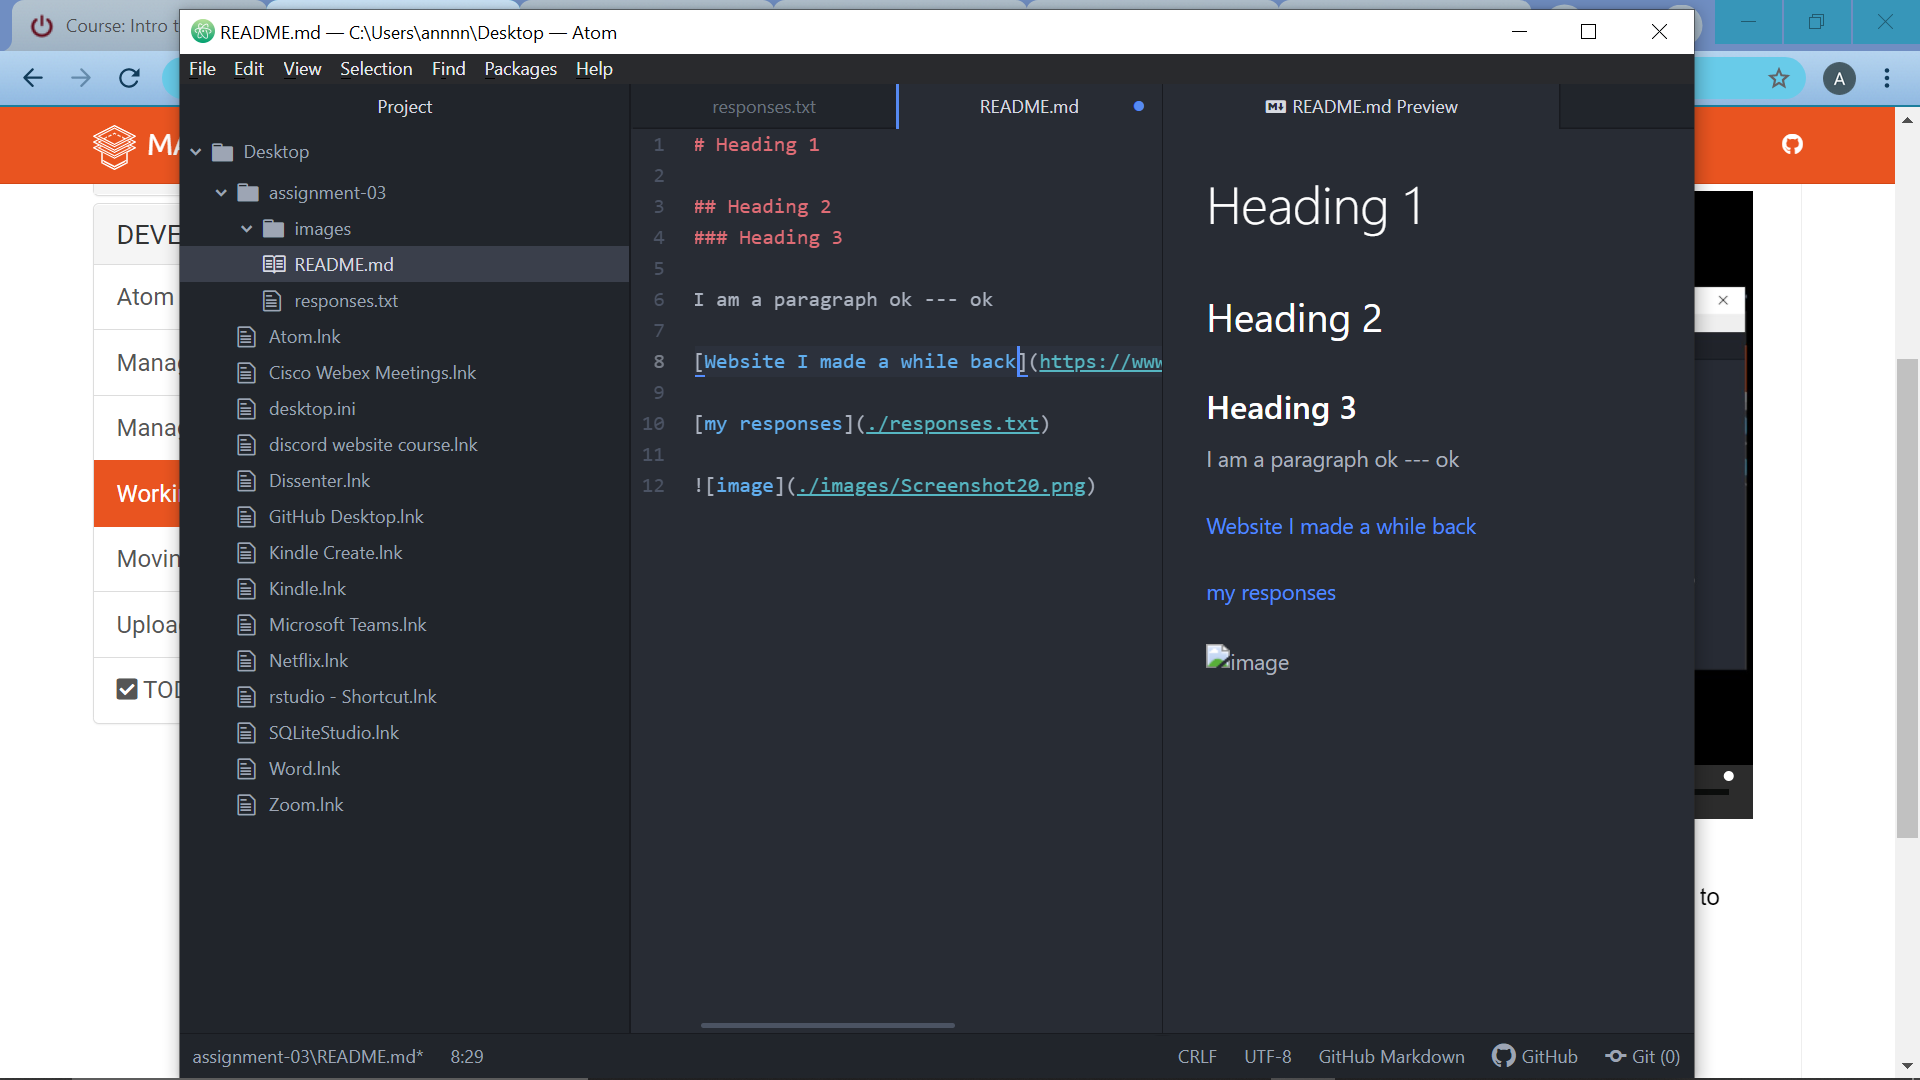 Course: Intro t
README.md — C:\Users\annnn\Desktop — Atom
File Edit View Selection Find Packages Help
A
MA
DEVE
Atom
Manag
Manag
Worki
Movin
Uploa
TOD
Project
Desktop
assignment-03
images
README.md
responses.txt
Atom.lnk
Cisco Webex Meetings.lnk
desktop.ini
discord website course.lnk
Dissenter.lnk
GitHub Desktop.lnk
Kindle Create.lnk
Kindle.lnk
Microsoft Teams.lnk
Netflix.lnk
rstudio - Shortcut.lnk
SQLiteStudio.lnk
Word.lnk
Zoom.lnk
responses.txt README.md
1 # Heading 1
2
3 ## Heading 2
4 ### Heading 3
5
6 I am a paragraph ok --- ok
7
8 [Website I made a while back](https://www
9
10 [my responses](./responses.txt)
11
12 ![image](./images/Screenshot20.png)
README.md Preview
Heading 1
Heading 2
Heading 3
I am a paragraph ok --- ok
Website I made a while back
my responses
image
to
assignment-03\README.md* 8:29 CRLF UTF-8 GitHub Markdown GitHub Git (0)